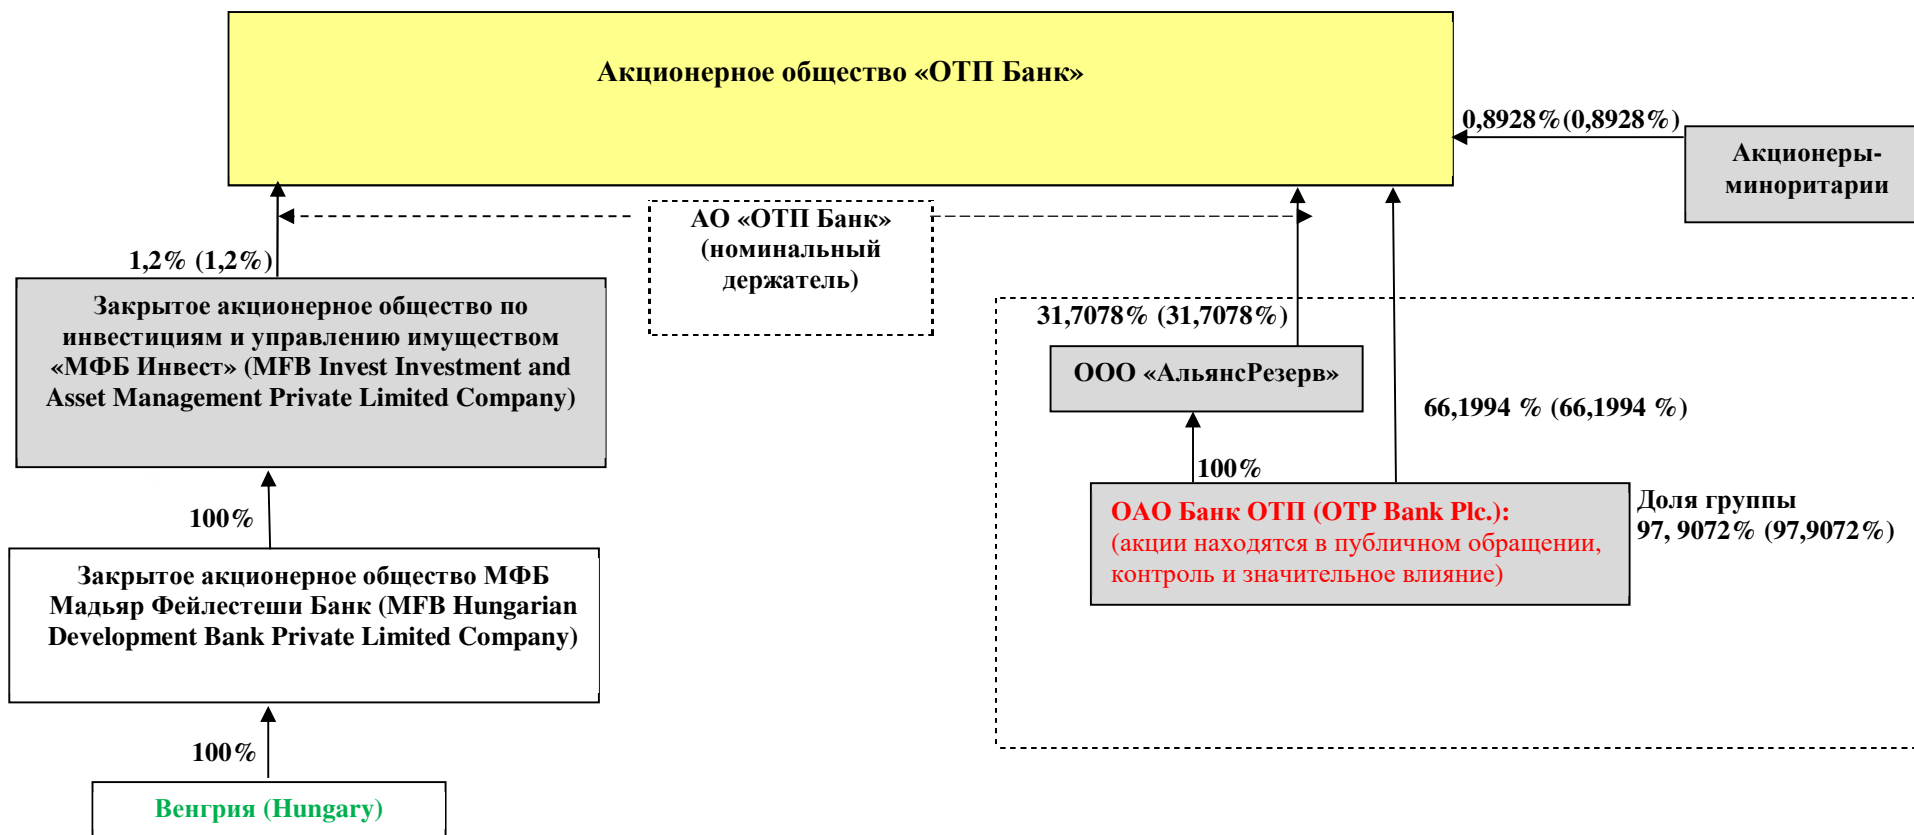 Акционерное общество «ОТП Банк»
0,8928%(0,8928%)
Акционеры-
миноритарии
АО «ОТП Банк»
(номинальный
держатель)
1,2% (1,2%)
Закрытое акционерное общество по
инвестициям и управлению имуществом
«МФБ Инвест» (MFB Invest Investment and
Asset Management Private Limited Company)
31,7078% (31,7078%)
ООО «АльянсРезерв»
66,1994 % (66,1994 %)
100%
ОАО Банк ОТП (OTP Bank Plc.):
(акции находятся в публичном обращении,
контроль и значительное влияние)
Доля группы
97, 9072% (97,9072%)
100%
Закрытое акционерное общество МФБ
Мадьяр Фейлестеши Банк (MFB Hungarian
Development Bank Private Limited Company)
100%
Венгрия (Hungary)